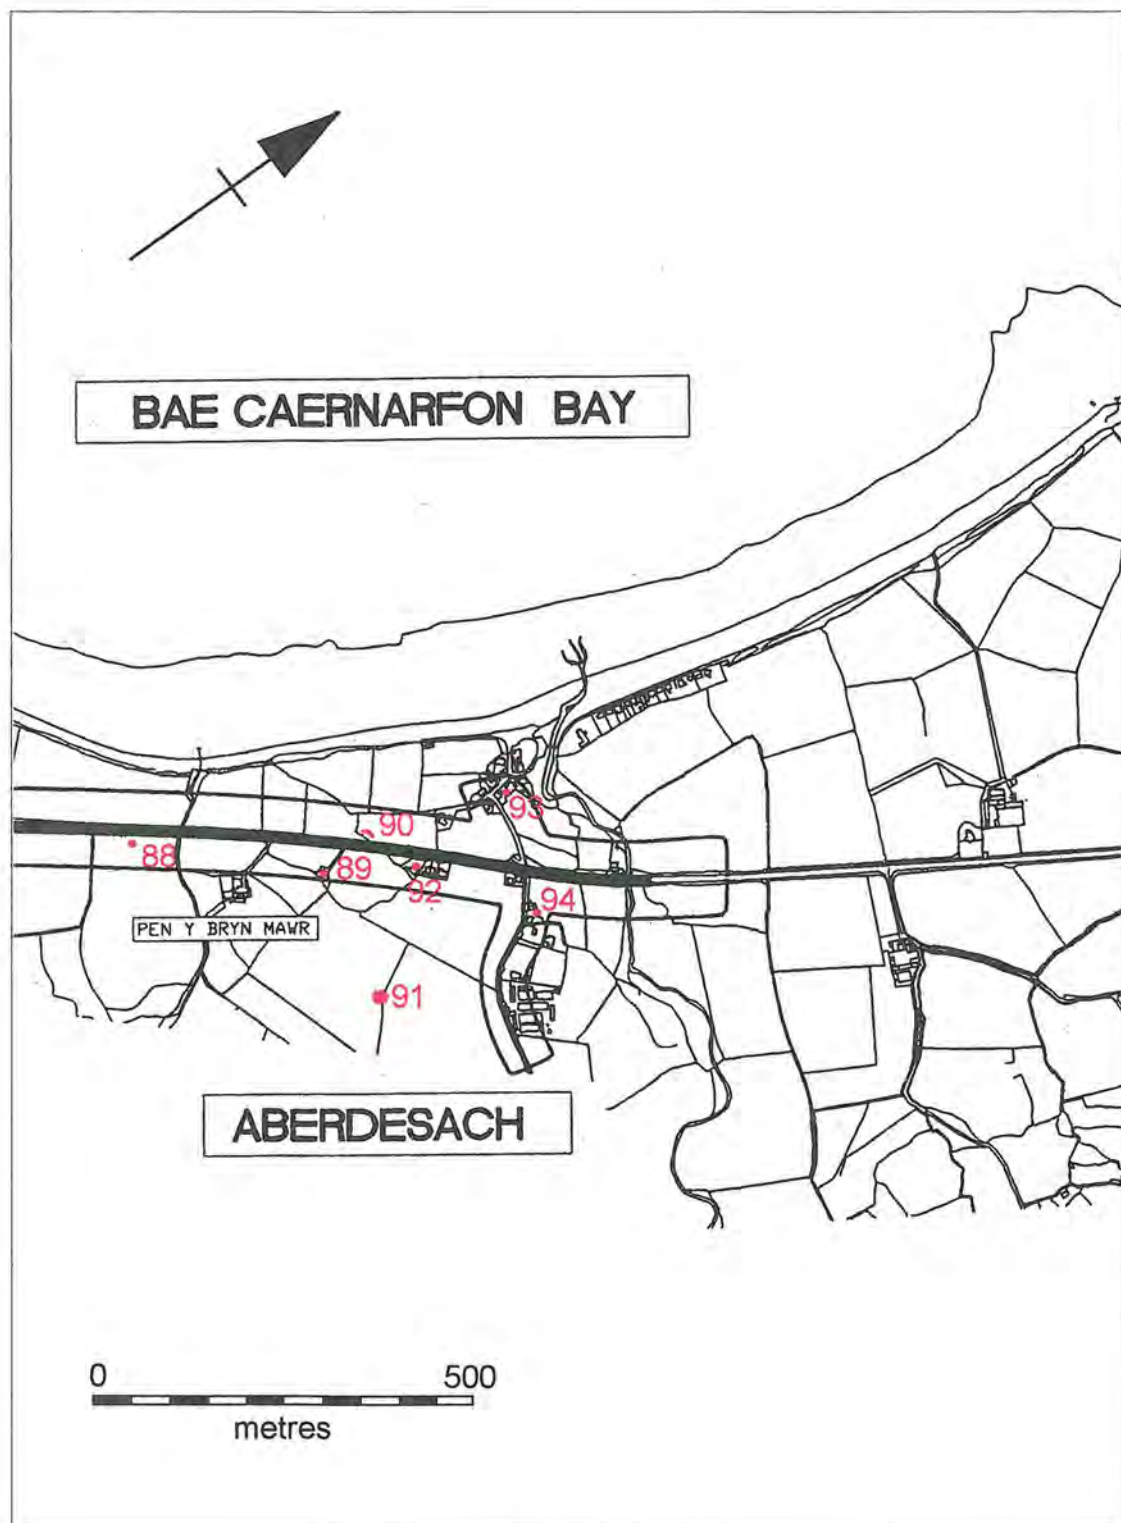 BAE CAERNARFON BAY
90
93
88
89
92
94
PEN Y BRYN MAWR
91
ABERDESACH
0 500
metres